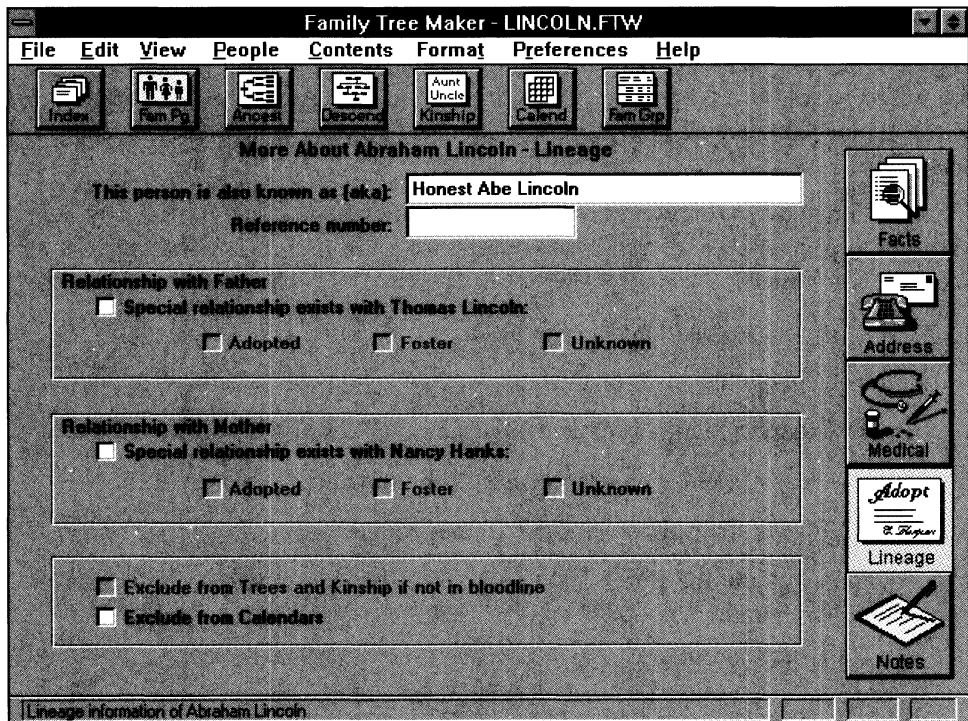 Family Tree Maker - LINCOLN.FTW
File Edit View People Contents Format Preferences Help
Index Fam Pg Ancest Descend Aunt Uncle Kinship Calend Fam Grp
More About Abraham Lincoln - Lineage
This person is also known as (aka): Honest Abe Lincoln
Reference number:
Facts
Relationship with Father
Special relationship exists with Thomas Lincoln:
Adopted Foster Unknown
Address
Relationship with Mother
Special relationship exists with Nancy Hanks:
Medical
Adopted Foster Unknown
Adopt
Lineage
Exclude from Trees and Kinship if not in bloodline
Exclude from Calendars
Notes
Lineage information of Abraham Lincoln